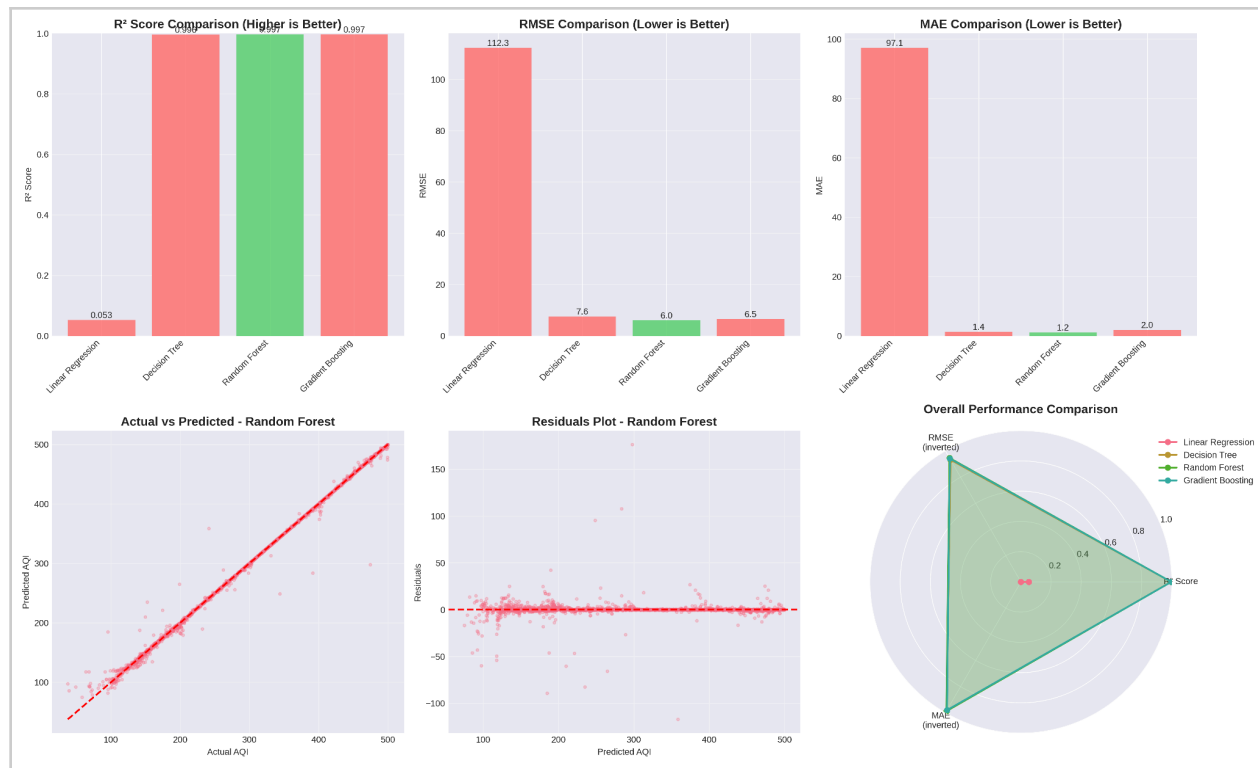 R² Score Comparison (Higher is Better)
1.0
0.8
0.6
0.4
0.2
0.0
R² Score
0.053
0.996
0.997
0.997
Linear Regression
Decision Tree
Random Forest
Gradient Boosting
RMSE Comparison (Lower is Better)
100
80
60
40
20
0
RMSE
112.3
7.6
6.0
6.5
Linear Regression
Decision Tree
Random Forest
Gradient Boosting
MAE Comparison (Lower is Better)
100
80
60
40
20
0
MAE
97.1
1.4
1.2
2.0
Linear Regression
Decision Tree
Random Forest
Gradient Boosting
Actual vs Predicted - Random Forest
500
400
300
200
100
Predicted AQI
100 200 300 400 500
Actual AQI
Residuals Plot - Random Forest
150
100
50
0
−50
−100
Residuals
100 200 300 400 500
Predicted AQI
Overall Performance Comparison
RMSE
(inverted)
Linear Regression
Decision Tree
Random Forest
Gradient Boosting
1.0
0.8
0.6
0.4
0.2
R² Score
MAE
(inverted)